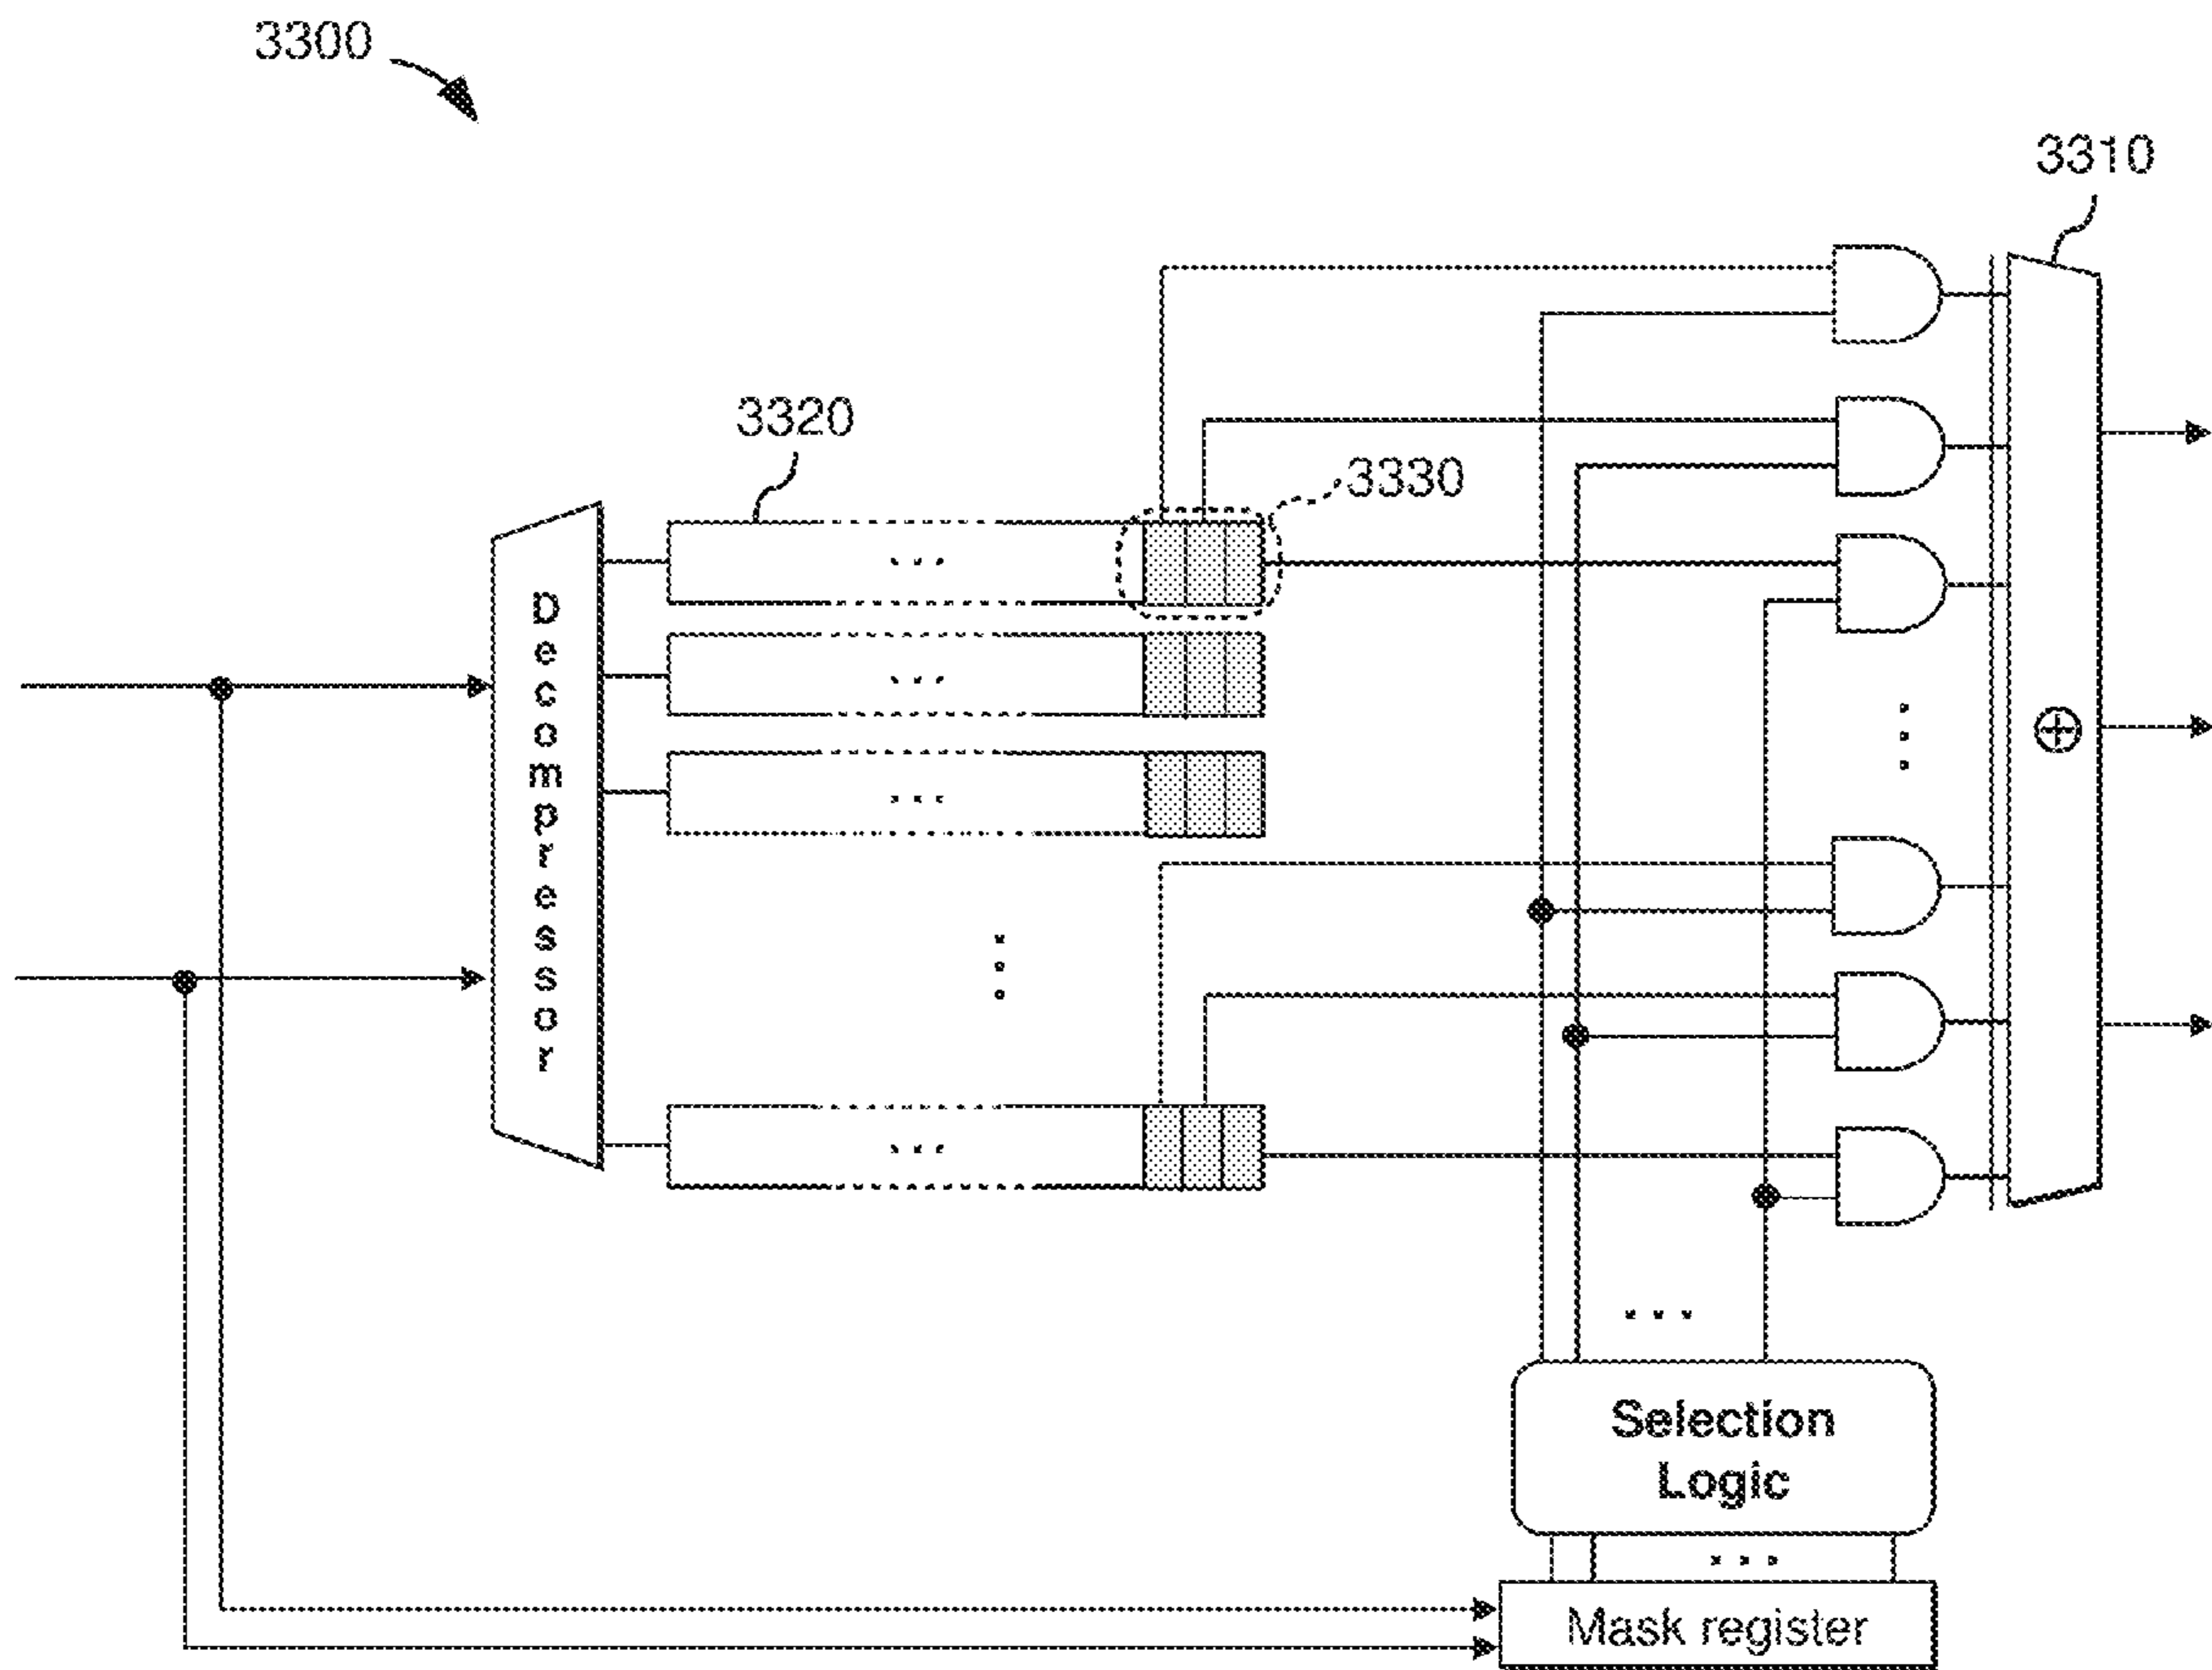 3300
3310
3320
3330
Decompressor
Selection
Logic
Mask register